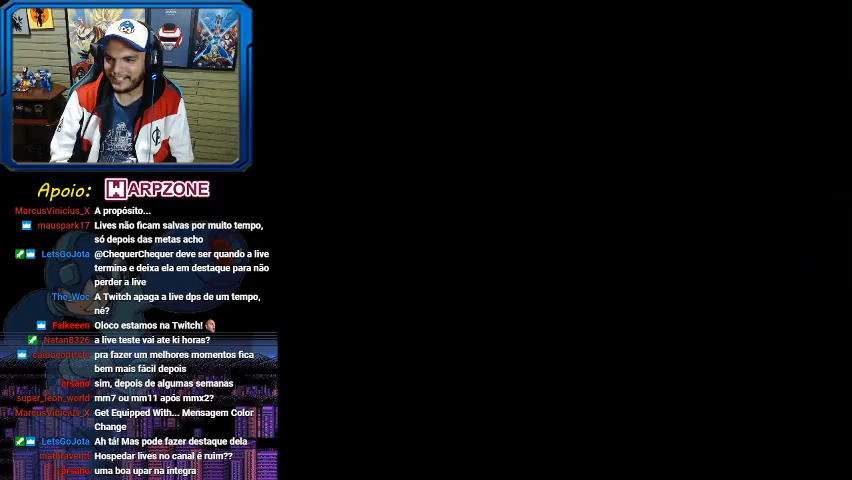 Apoio: WARPZONE
MarcusVinicius_X A propósito...
mauspark17 Lives não ficam salvas por muito tempo,
só depois das metas acho
LetsGoJota @ChequerChequer deve ser quando a live
termina e deixa ela em destaque para não
perder a live
The_Woc A Twitch apaga a live dps de um tempo,
né?
Falkeeen Oloco estamos na Twitch!
Natan8326 a live teste vai ate ki horas?
pra fazer um melhores momentos fica
bem mais fácil depois
brsano sim, depois de algumas semanas
super_leon_world mm7 ou mm11 após mmx2?
MarcusVinicius_X Get Equipped With... Mensagem Color
Change
LetsGoJota Ah tá! Mas pode fazer destaque dela
Hospedar lives no canal é ruim??
brsano uma boa upar na íntegra